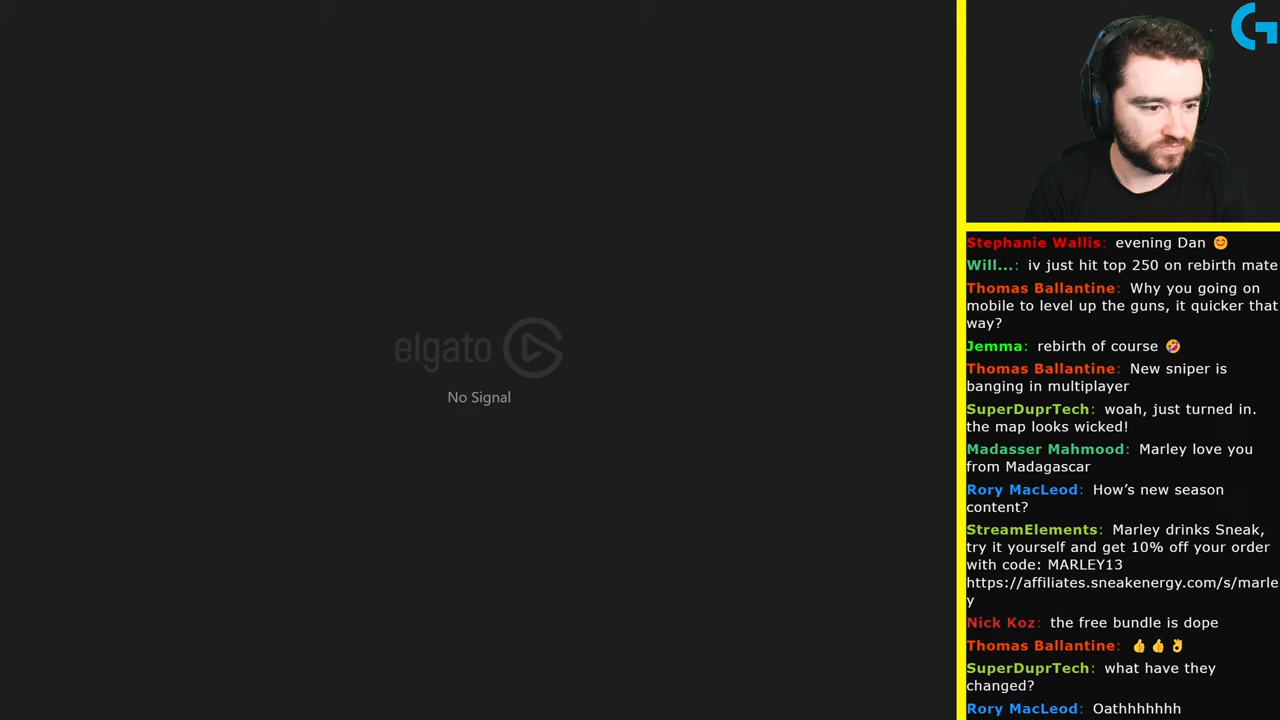 elgato
No Signal
Stephanie Wallis: evening Dan 😊
Will...: iv just hit top 250 on rebirth mate
Thomas Ballantine: Why you going on
mobile to level up the guns, it quicker that
way?
Jemma: rebirth of course 🤣
Thomas Ballantine: New sniper is
banging in multiplayer
SuperDuprTech: woah, just turned in.
the map looks wicked!
Madasser Mahmood: Marley love you
from Madagascar
Rory MacLeod: How’s new season
content?
StreamElements: Marley drinks Sneak,
try it yourself and get 10% off your order
with code: MARLEY13
https://affiliates.sneakenergy.com/s/marle
y
Nick Koz: the free bundle is dope
Thomas Ballantine: 👍👍👌
SuperDuprTech: what have they
changed?
Rory MacLeod: Oathhhhhhh